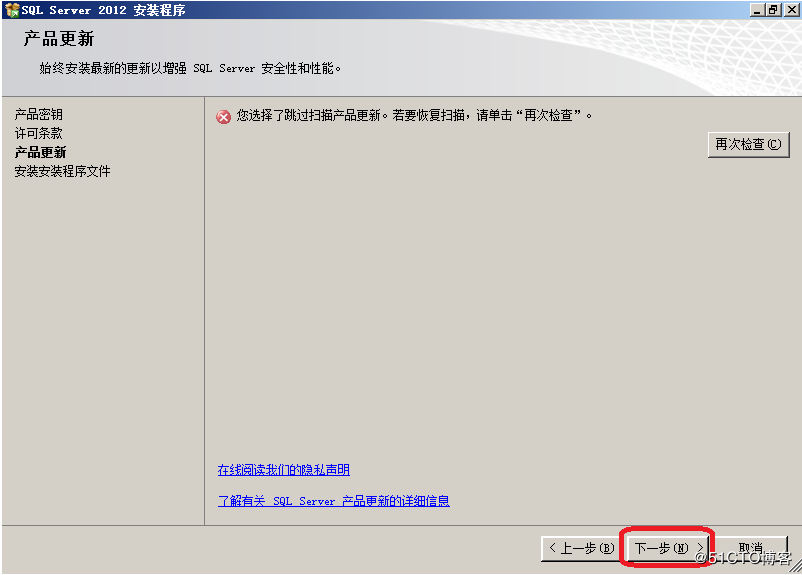 SQL Server 2012 安装程序
产品更新
始终安装最新的更新以增强 SQL Server 安全性和性能。
产品密钥
许可条款
产品更新
安装安装程序文件
您选择了跳过扫描产品更新。若要恢复扫描，请单击“再次检查”。
再次检查(C)
在线阅读我们的隐私声明
了解有关 SQL Server 产品更新的详细信息
< 上一步(B)
下一步(N) >
取消
@51CTO博客